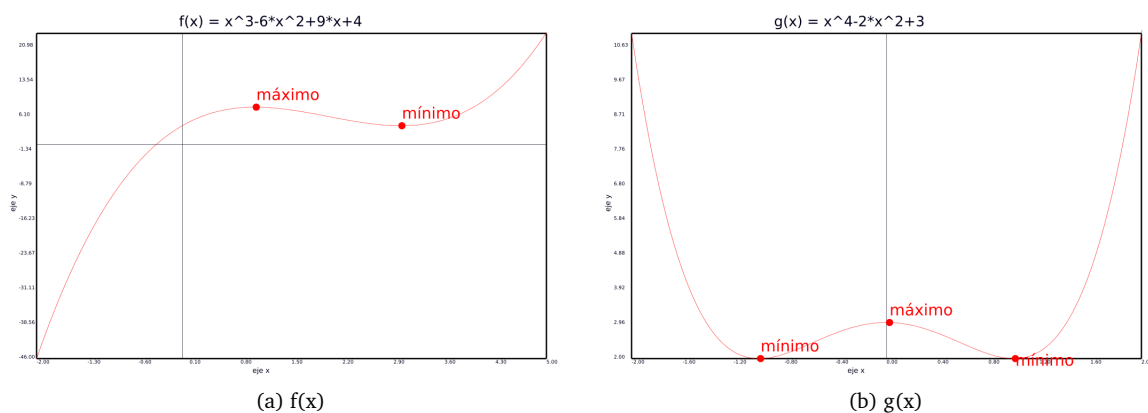 f(x) = x^3-6*x^2+9*x+4
20.98
13.54
6.10
-1.34
-8.79
-16.23
-23.67
-31.11
-38.56
-46.00
eje y
máximo
mínimo
-2.00 -1.30 -0.60 0.10 0.80 1.50 2.20 2.90 3.60 4.30 5.00
eje x
(a) f(x)
g(x) = x^4-2*x^2+3
10.63
9.67
8.71
7.76
6.80
5.84
4.88
3.92
2.96
2.00
eje y
máximo
mínimo
mínimo
-2.00 -1.60 -1.20 -0.80 -0.40 0.00 0.40 0.80 1.60 2.0
eje x
(b) g(x)